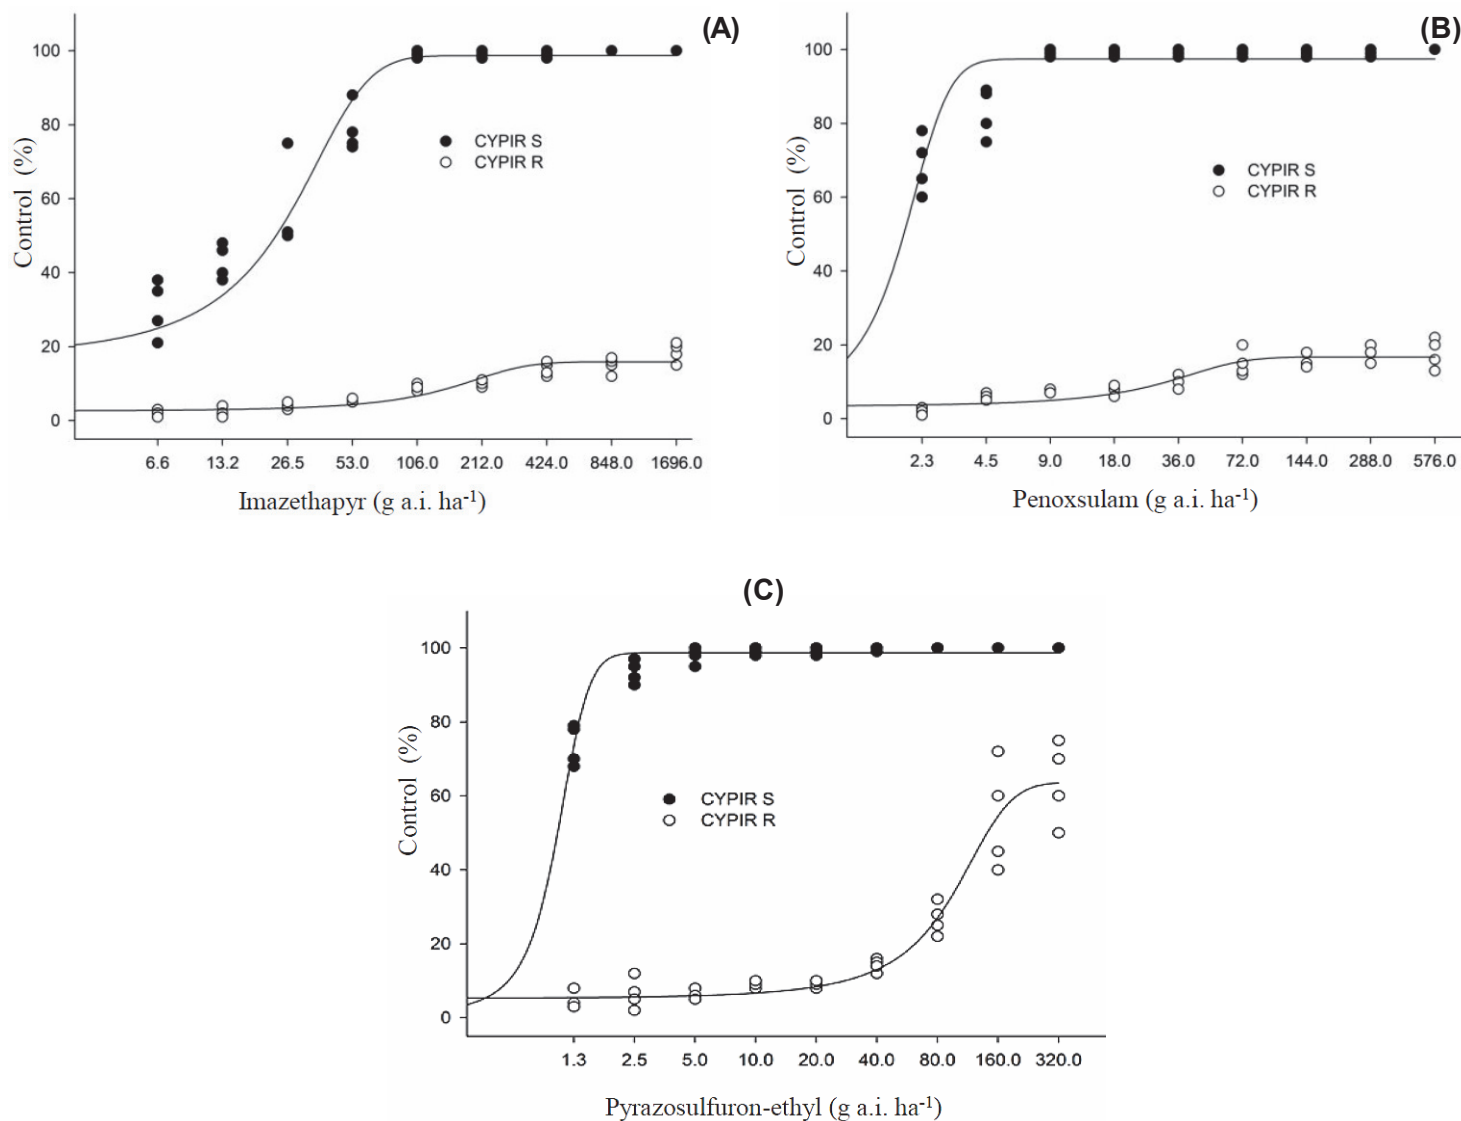 (A)
100
80
60
40
20
0
Control (%)
CYPIR S
CYPIR R
6.6 13.2 26.5 53.0 106.0 212.0 424.0 848.0 1696.0
Imazethapyr (g a.i. ha-1)
(B)
100
80
60
40
20
0
Control (%)
CYPIR S
CYPIR R
2.3 4.5 9.0 18.0 36.0 72.0 144.0 288.0 576.0
Penoxsulam (g a.i. ha-1)
(C)
100
80
60
40
20
0
Control (%)
CYPIR S
CYPIR R
1.3 2.5 5.0 10.0 20.0 40.0 80.0 160.0 320.0
Pyrazosulfuron-ethyl (g a.i. ha-1)